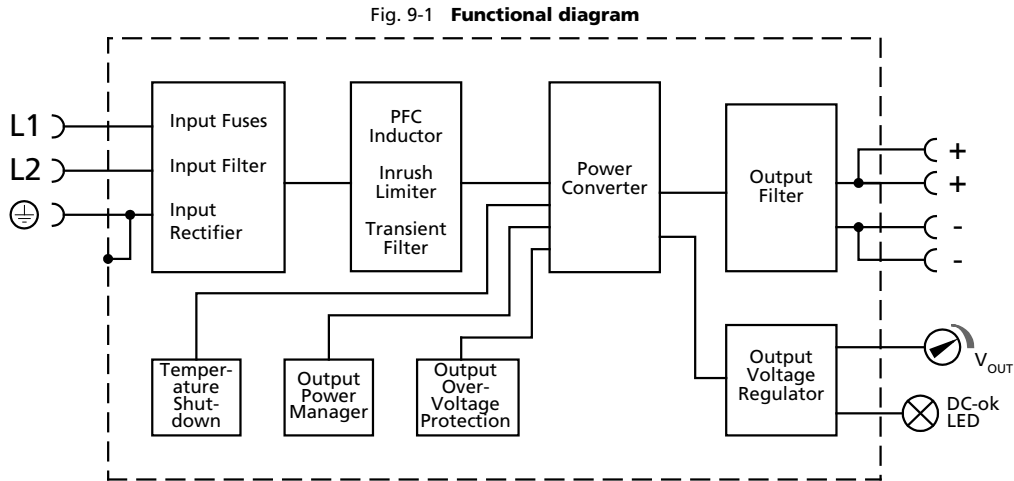 Fig. 9-1 Functional diagram
L1
L2
Input Fuses
Input Filter
Input
Rectifier
PFC
Inductor
Inrush
Limiter
Transient
Filter
Power
Converter
Output
Filter
+
+
-
-
Temper-
ature
Shut-
down
Output
Power
Manager
Output
Over-
Voltage
Protection
Output
Voltage
Regulator
VOUT
DC-ok
LED